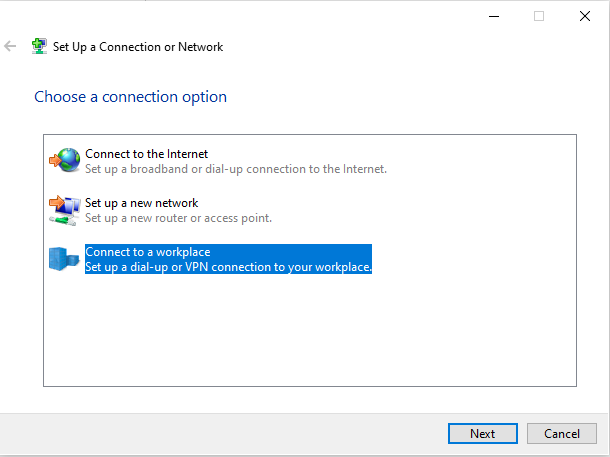 Set Up a Connection or Network
Choose a connection option
Connect to the Internet
Set up a broadband or dial-up connection to the Internet.
Set up a new network
Set up a new router or access point.
Connect to a workplace
Set up a dial-up or VPN connection to your workplace.
Next
Cancel